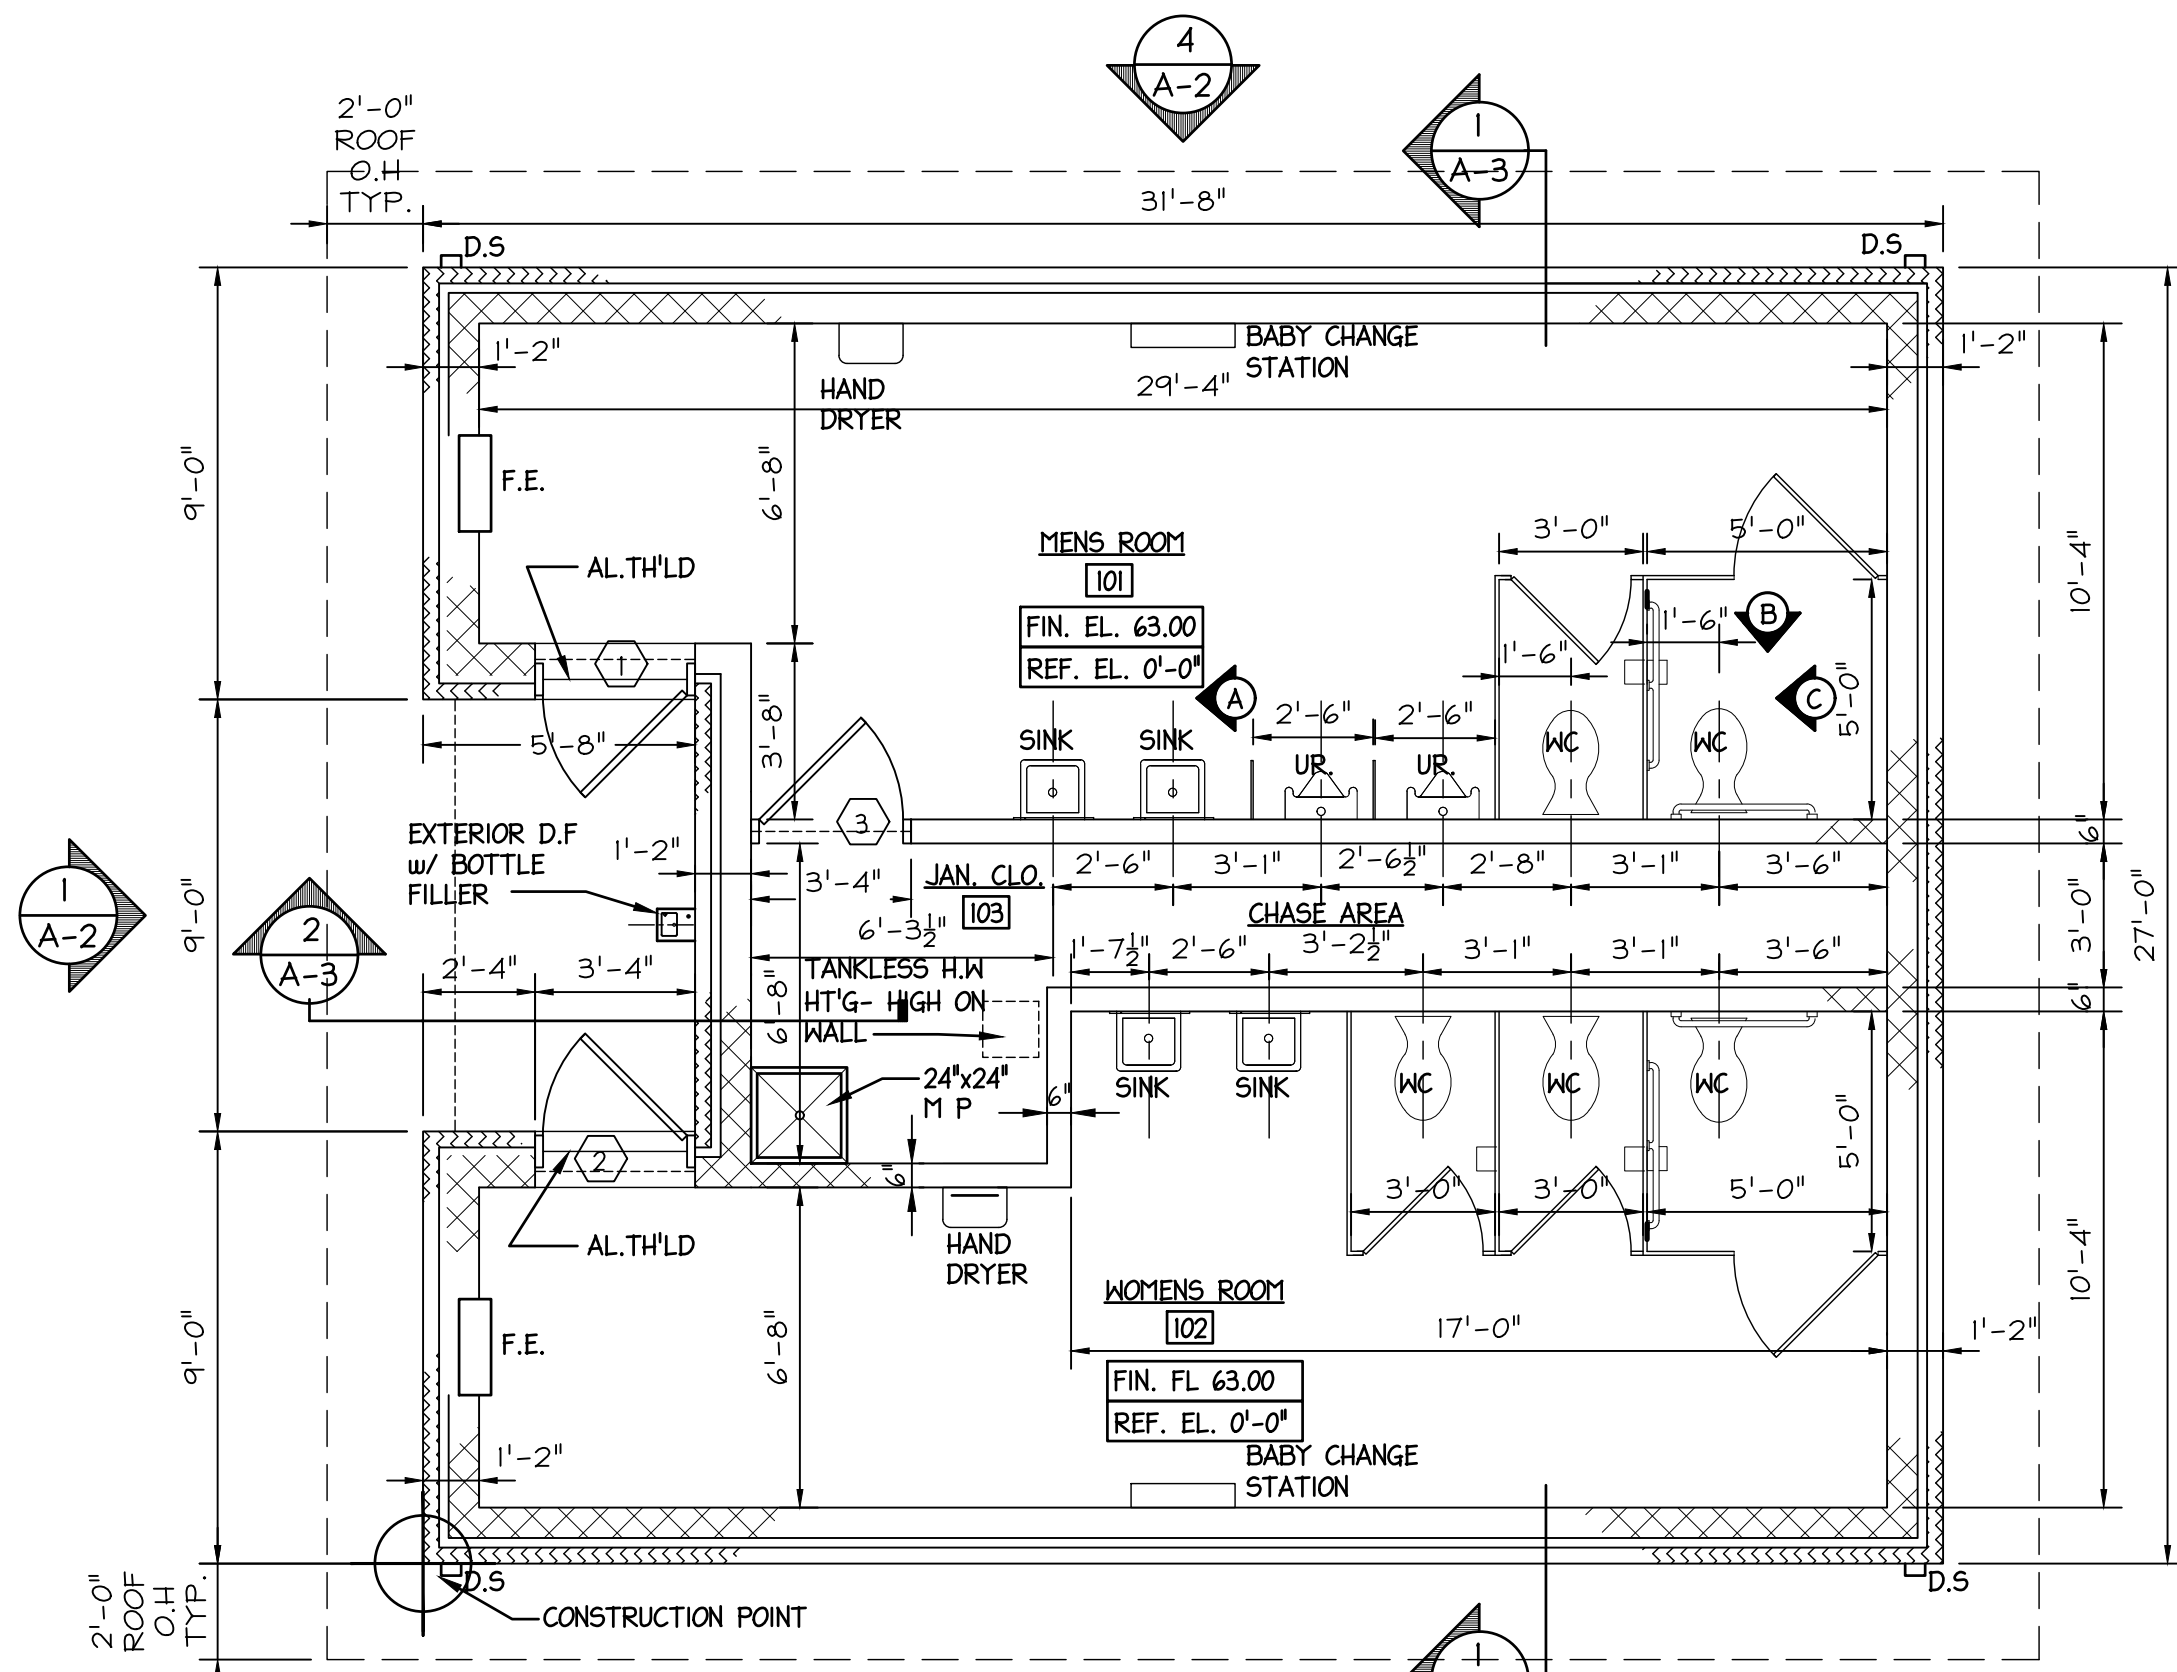 4
A-2
1
A-3
2'-0"
ROOF
O.H
TYP.
31'-8"
D.S
D.S
1'-2"
HAND
DRYER
BABY CHANGE
STATION
29'-4"
1'-2"
9'-0"
F.E.
6'-8"
AL.TH'LD
MENS ROOM
101
FIN. EL. 63.00
REF. EL. 0'-0"
3'-0"
5'-0"
10'-4"
1'-6"
1'-6"
B
1
A
C
5'-0"
5'-8"
3'-8"
SINK
SINK
2'-6"
2'-6"
UR.
UR.
WC
WC
3
6"
EXTERIOR D.F
w/ BOTTLE
FILLER
1'-2"
3'-4"
JAN. CLO.
103
2'-6"
3'-1"
2'-6½"
2'-8"
3'-1"
3'-6"
CHASE AREA
6'-3½"
1'-7½"
2'-6"
3'-2½"
3'-1"
3'-1"
3'-6"
3'-0"
27'-0"
1
A-2
9'-0"
2
A-3
2'-4"
3'-4"
6'-8"
TANKLESS H.W
HT'G- HIGH ON
WALL
24"x24"
M P
6"
6"
SINK
SINK
WC
WC
WC
6"
5'-0"
2
3'-0"
3'-0"
5'-0"
AL.TH'LD
HAND
DRYER
WOMENS ROOM
102
FIN. FL 63.00
REF. EL. 0'-0"
17'-0"
1'-2"
10'-4"
9'-0"
F.E.
6'-8"
1'-2"
BABY CHANGE
STATION
D.S
D.S
CONSTRUCTION POINT
2'-0"
ROOF
O.H
TYP.
1